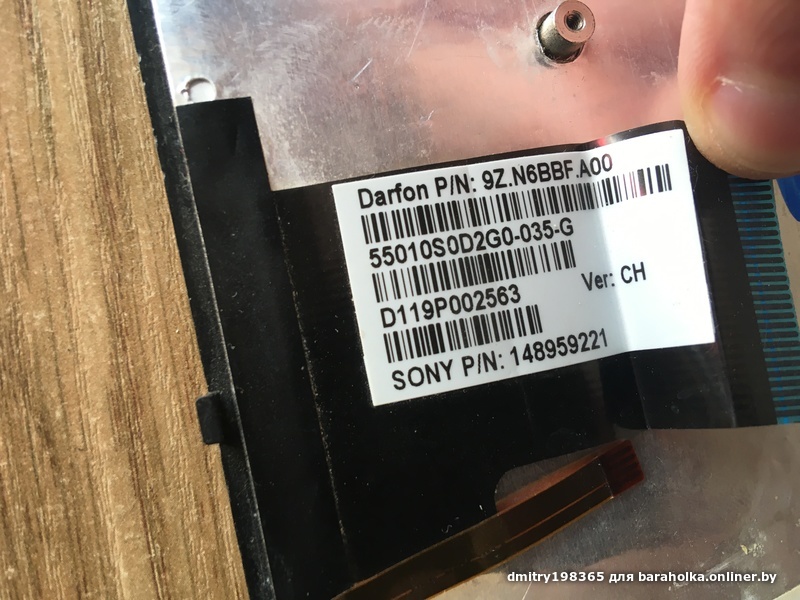 Darfon P/N: 9Z.N6BBF.A00
55010S0D2G0-035-G
Ver: CH
D119P002563
SONY P/N: 148959221
dmitry198365 для baraholka.onliner.by